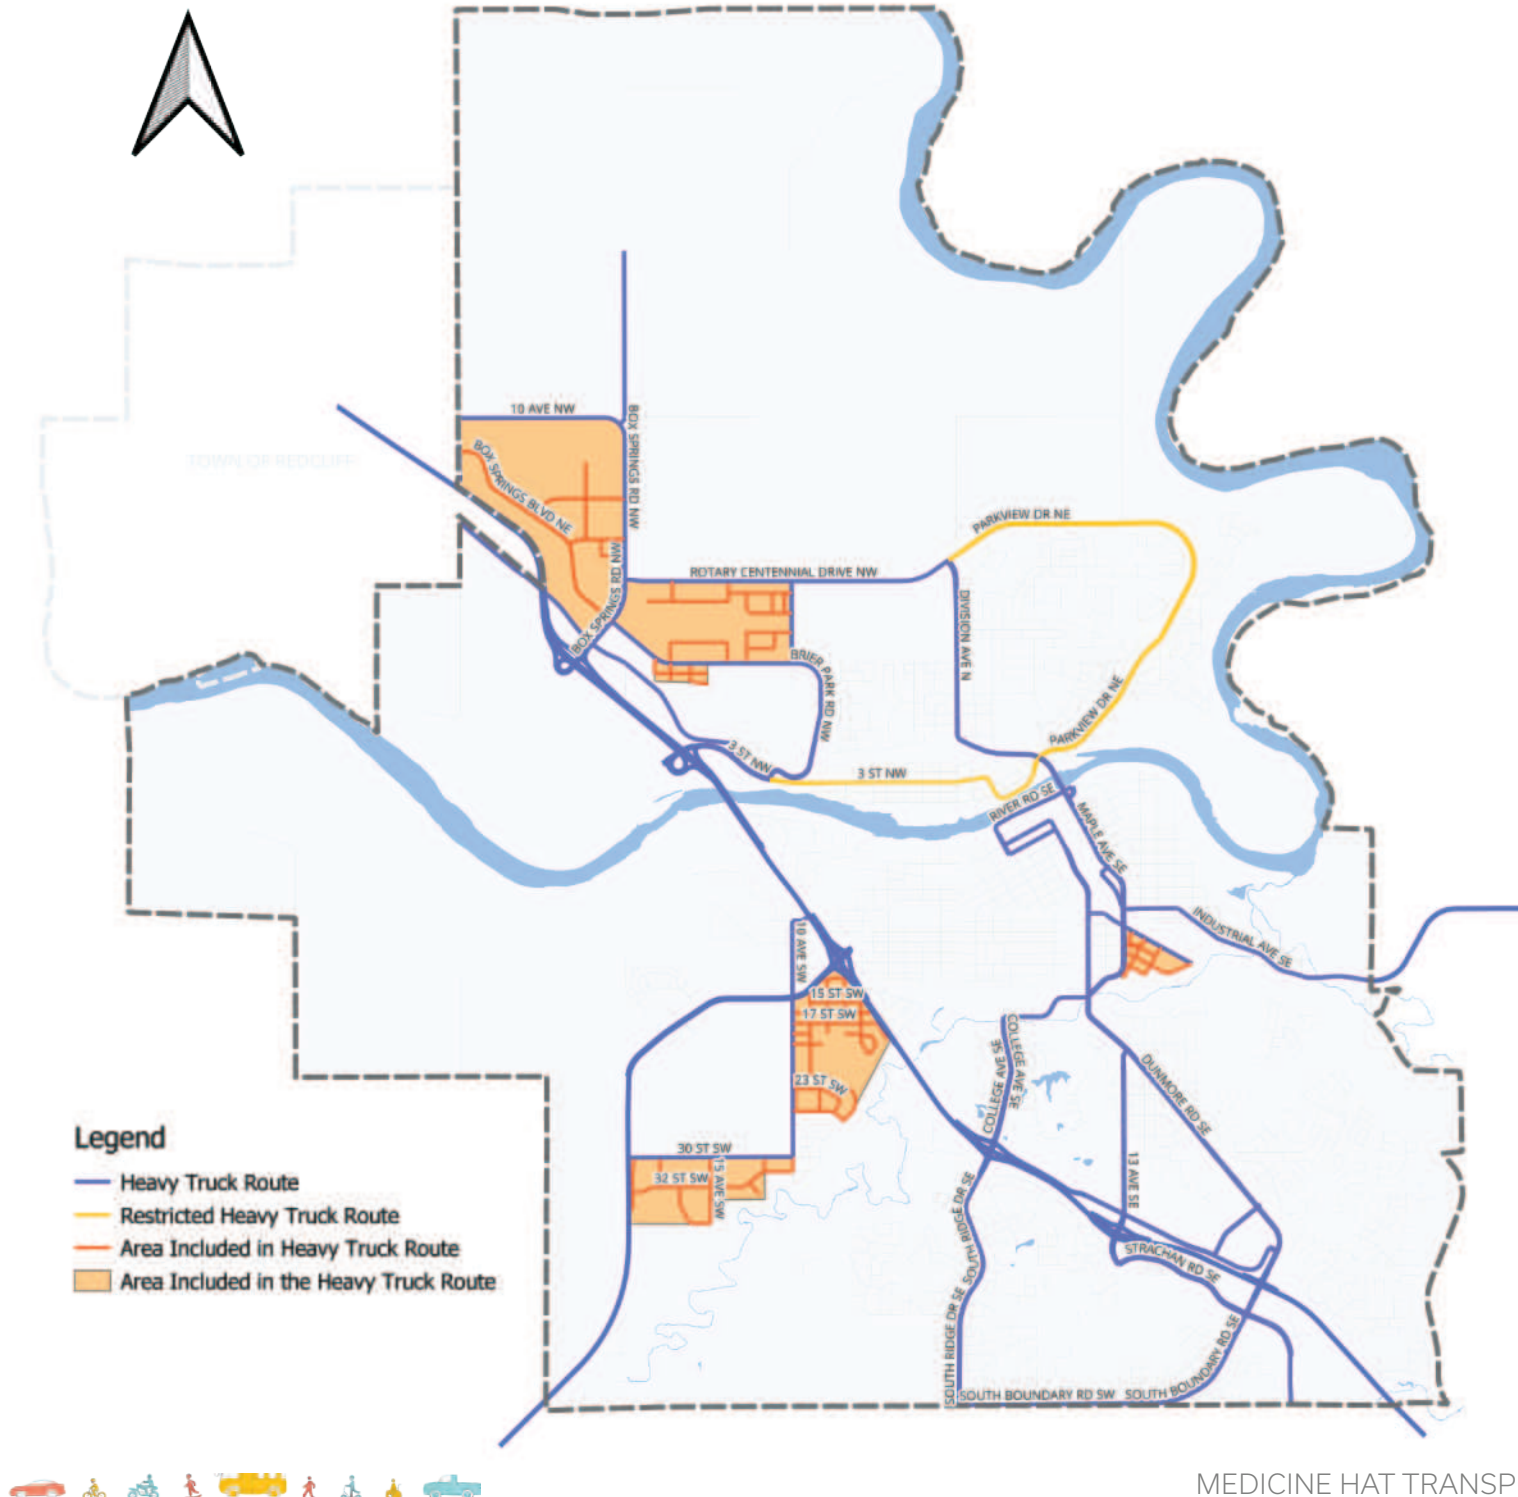 10 AVE NW
BOX SPRINGS RD NW
BOX SPRINGS BLVD NE
TOWN OF REDCLIFF
PARKVIEW DR NE
BOX SPRINGS RD NW
ROTARY CENTENNIAL DRIVE NW
DIVISION AVE N
BRIER PARK RD NW
PARKVIEW DR NE
3 ST NW
3 ST NW
RIVER RD SE
MAPLE AVE SE
INDUSTRIAL AVE SE
10 AVE SW
15 ST SW
17 ST SW
COLLEGE AVE SE
COLLEGE AVE SE
23 ST SW
DUNMORE RD SE
Legend
30 ST SW
13 AVE SE
Heavy Truck Route
32 ST SW
15 AVE SW
Restricted Heavy Truck Route
SOUTH RIDGE DR SE
Area Included in Heavy Truck Route
STRACHAN RD SE
Area Included in the Heavy Truck Route
SOUTH RIDGE DR SE
SOUTH BOUNDARY RD SW
SOUTH BOUNDARY RD SE
MEDICINE HAT TRANSP